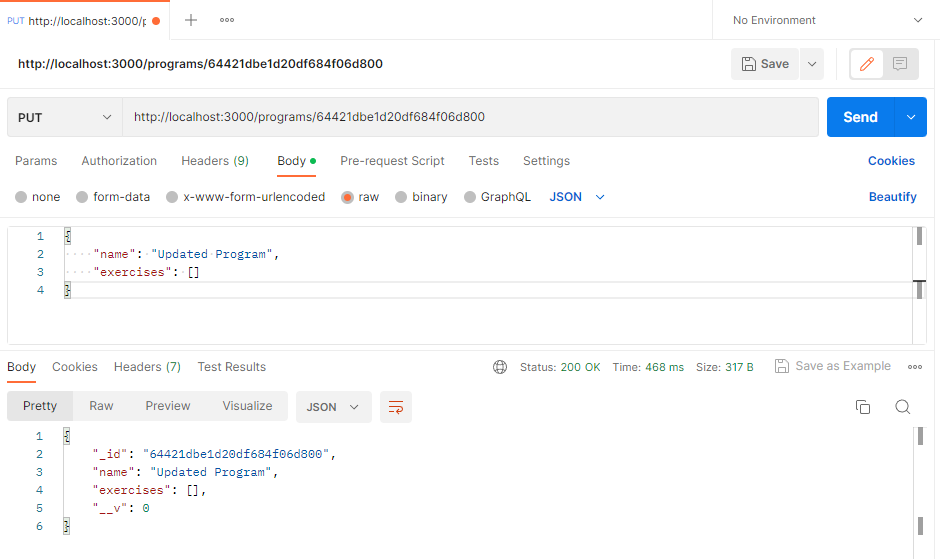 PUT http://localhost:3000/p
No Environment
http://localhost:3000/programs/64421dbe1d20df684f06d800
Save
PUT http://localhost:3000/programs/64421dbe1d20df684f06d800 Send
Params Authorization Headers (9) Body Pre-request Script Tests Settings Cookies
none form-data x-www-form-urlencoded raw binary GraphQL JSON Beautify
1 {
2 "name": "Updated Program",
3 "exercises": []
4 }
Body Cookies Headers (7) Test Results Status: 200 OK Time: 468 ms Size: 317 B Save as Example
Pretty Raw Preview Visualize JSON
1 {
2 "_id": "64421dbe1d20df684f06d800",
3 "name": "Updated Program",
4 "exercises": [],
5 "__v": 0
6 }